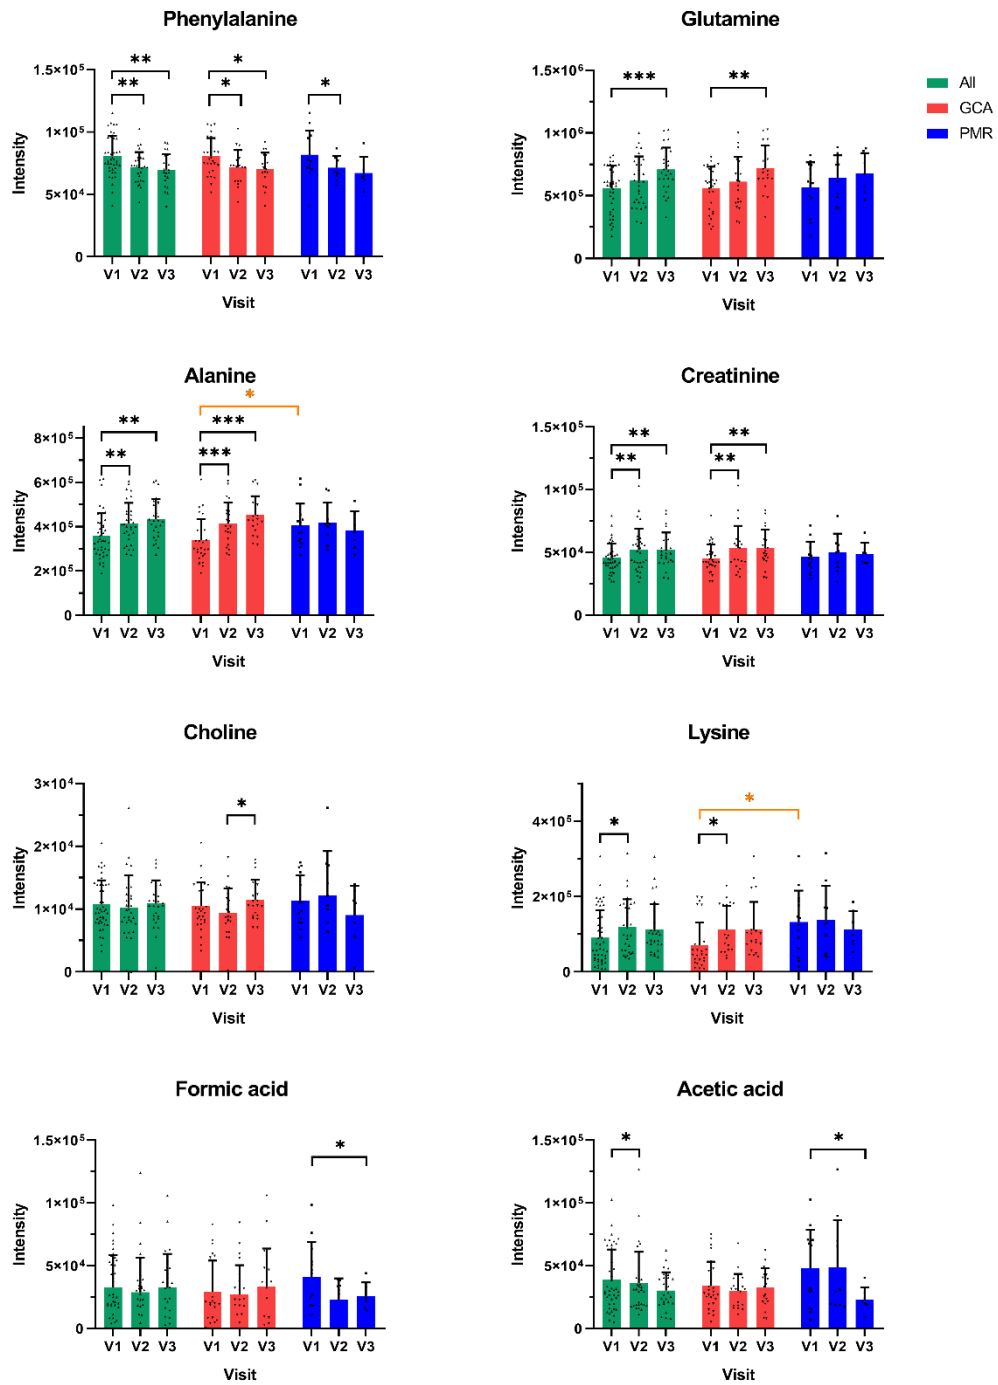 Phenylalanine
** *
** * *
1.5×10⁵
1×10⁵
5×10⁴
0
Intensity
V1 V2 V3 V1 V2 V3 V1 V2 V3
Visit
Glutamine
*** **
1.5×10⁶
1×10⁶
5×10⁵
0
Intensity
V1 V2 V3 V1 V2 V3 V1 V2 V3
Visit
All
GCA
PMR
Alanine
*
** ***
** ***
8×10⁵
6×10⁵
4×10⁵
2×10⁵
0
Intensity
V1 V2 V3 V1 V2 V3 V1 V2 V3
Visit
Creatinine
** **
** **
1.5×10⁵
1×10⁵
5×10⁴
0
Intensity
V1 V2 V3 V1 V2 V3 V1 V2 V3
Visit
Choline
*
3×10⁴
2×10⁴
1×10⁴
0
Intensity
V1 V2 V3 V1 V2 V3 V1 V2 V3
Visit
Lysine
*
* *
4×10⁵
2×10⁵
0
Intensity
V1 V2 V3 V1 V2 V3 V1 V2 V3
Visit
Formic acid
*
1.5×10⁵
1×10⁵
5×10⁴
0
Intensity
V1 V2 V3 V1 V2 V3 V1 V2 V3
Visit
Acetic acid
* *
1.5×10⁵
1×10⁵
5×10⁴
0
Intensity
V1 V2 V3 V1 V2 V3 V1 V2 V3
Visit